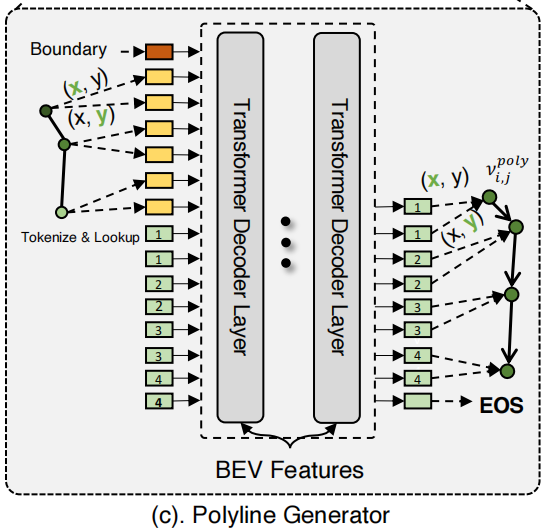 Boundary
(x, y)
(x, y)
Tokenize & Lookup
1
1
2
2
3
3
4
4
Transformer Decoder Layer
Transformer Decoder Layer
1
1
2
2
3
3
4
4
(x, y)
(x, y)
𝑣 poly i,j
EOS
BEV Features
(c). Polyline Generator